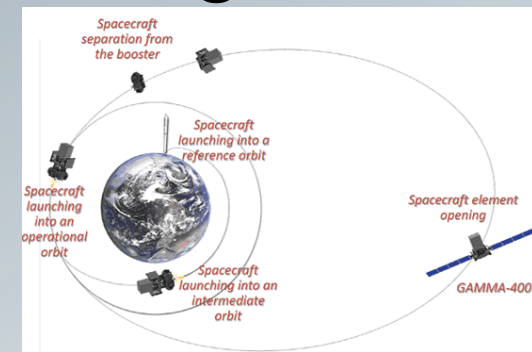 Spacecraft
separation from
the booster
Spacecraft
launching into a
reference orbit
Spacecraft
launching
into an
operational
orbit
Spacecraft element
opening
Spacecraft
launching into an
intermediate
orbit
GAMMA-400